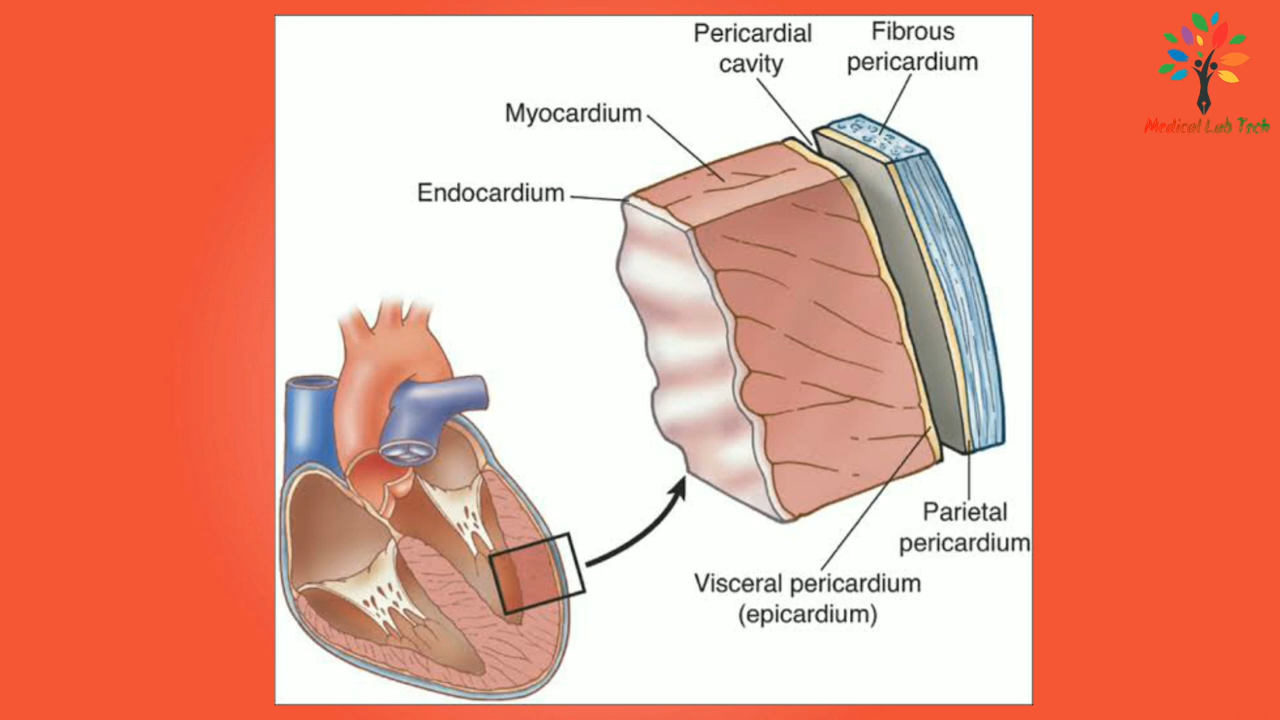 Pericardial
cavity
Fibrous
pericardium
Myocardium
Endocardium
Parietal
pericardium
Visceral pericardium
(epicardium)
Medical Lab Tech